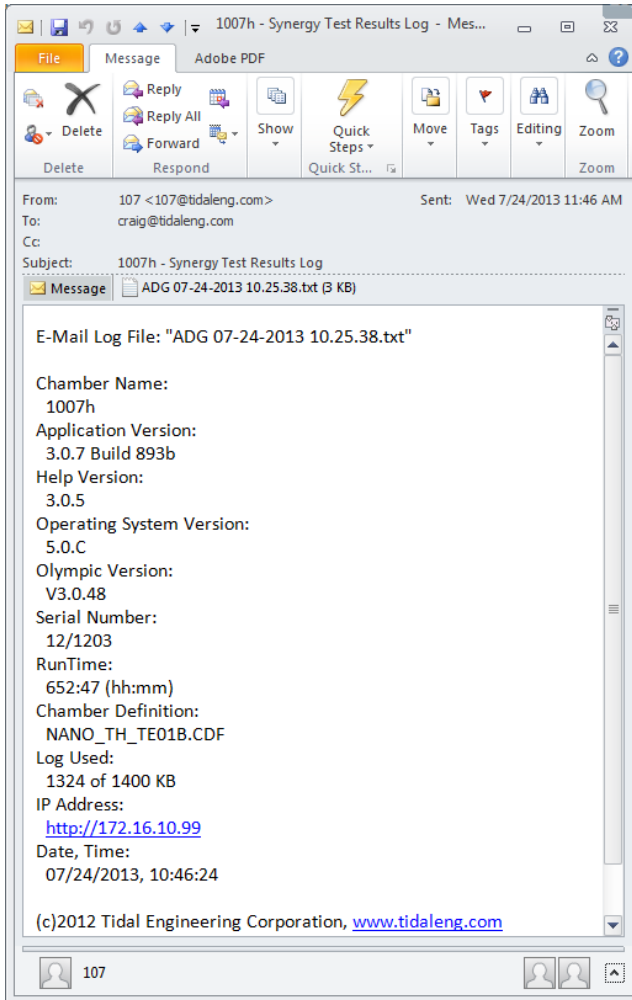 1007h - Synergy Test Results Log - Mes...
File Message Adobe PDF
Delete
Reply
Reply All
Forward
Show
Quick Steps
Move
Tags
Editing
Zoom
Delete Respond Quick St... Zoom
From: 107 <107@tidaleng.com> Sent: Wed 7/24/2013 11:46 AM
To: craig@tidaleng.com
Cc:
Subject: 1007h - Synergy Test Results Log
Message ADG 07-24-2013 10.25.38.txt (3 KB)
E-Mail Log File: "ADG 07-24-2013 10.25.38.txt"
Chamber Name:
1007h
Application Version:
3.0.7 Build 893b
Help Version:
3.0.5
Operating System Version:
5.0.C
Olympic Version:
V3.0.48
Serial Number:
12/1203
RunTime:
652:47 (hh:mm)
Chamber Definition:
NANO_TH_TE01B.CDF
Log Used:
1324 of 1400 KB
IP Address:
http://172.16.10.99
Date, Time:
07/24/2013, 10:46:24
(c)2012 Tidal Engineering Corporation, www.tidaleng.com
107